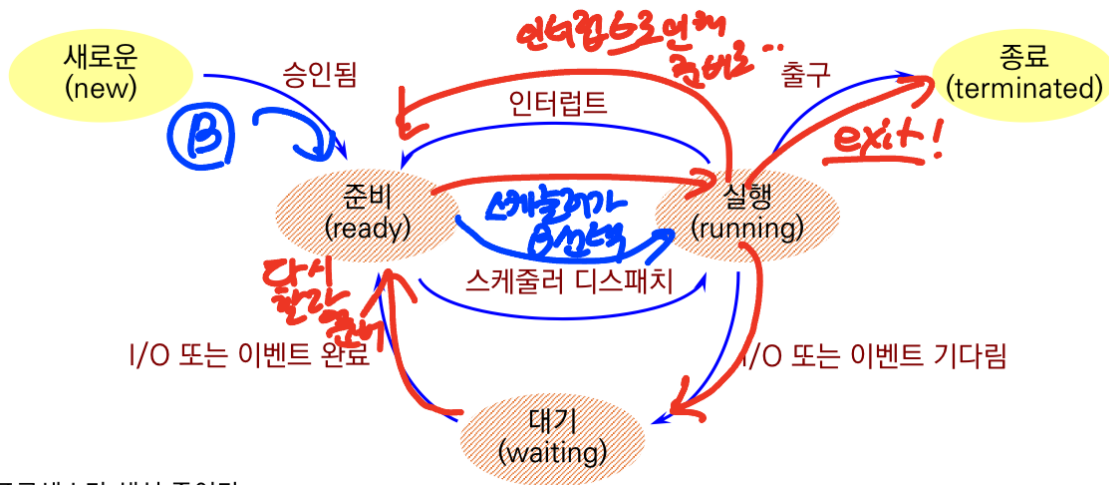 새로운
(new)
승인됨
인터럽트로 인해
준비로..
인터럽트
출구
종료
(terminated)
exit!
B
준비
(ready)
스케줄러가
B 선택
실행
(running)
스케줄러 디스패치
다시
준비
I/O 또는 이벤트 완료
I/O 또는 이벤트 기다림
대기
(waiting)